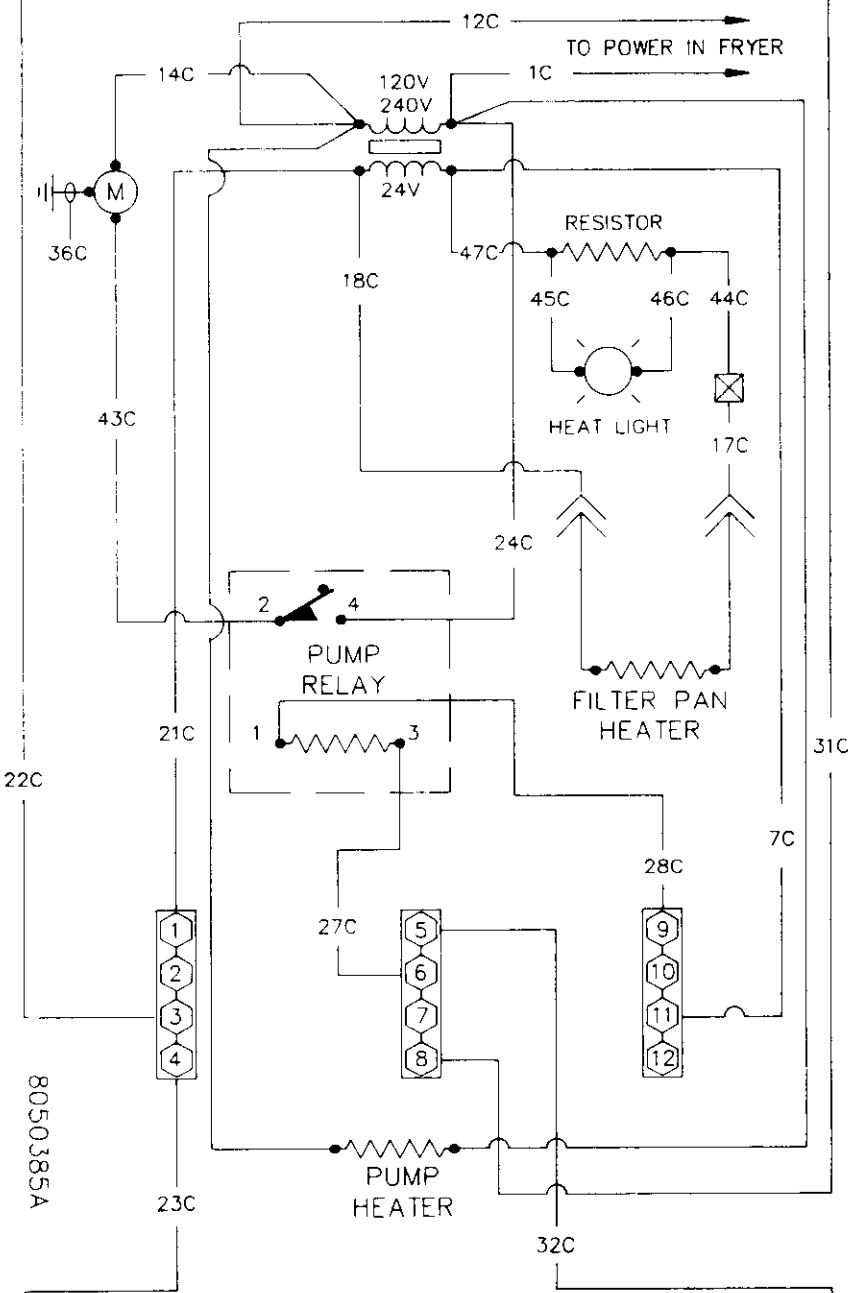 12C
TO POWER IN FRYER
14C
1C
120V
240V
24V
M
36C
RESISTOR
47C
18C
45C
46C
44C
HEAT LIGHT
43C
17C
24C
2
4
PUMP
RELAY
FILTER PAN
HEATER
1
3
21C
31C
22C
7C
28C
27C
1
2
3
4
5
6
7
8
9
10
11
12
8050385A
PUMP
HEATER
23C
32C